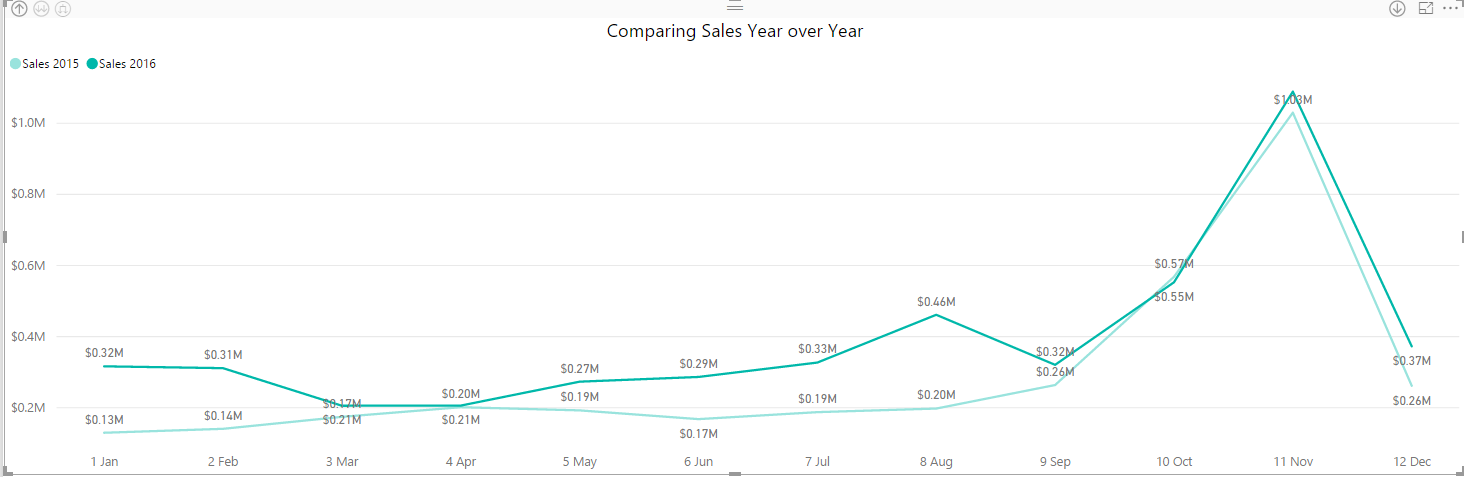 Comparing Sales Year over Year
Sales 2015 Sales 2016
$1.0M
$0.8M
$0.6M
$0.4M
$0.2M
$0.32M $0.31M $0.17M $0.20M $0.27M $0.29M $0.33M $0.46M $0.32M $0.57M $1.03M $0.37M
$0.13M $0.14M $0.21M $0.21M $0.19M $0.17M $0.19M $0.20M $0.26M $0.55M $0.26M
1 Jan 2 Feb 3 Mar 4 Apr 5 May 6 Jun 7 Jul 8 Aug 9 Sep 10 Oct 11 Nov 12 Dec